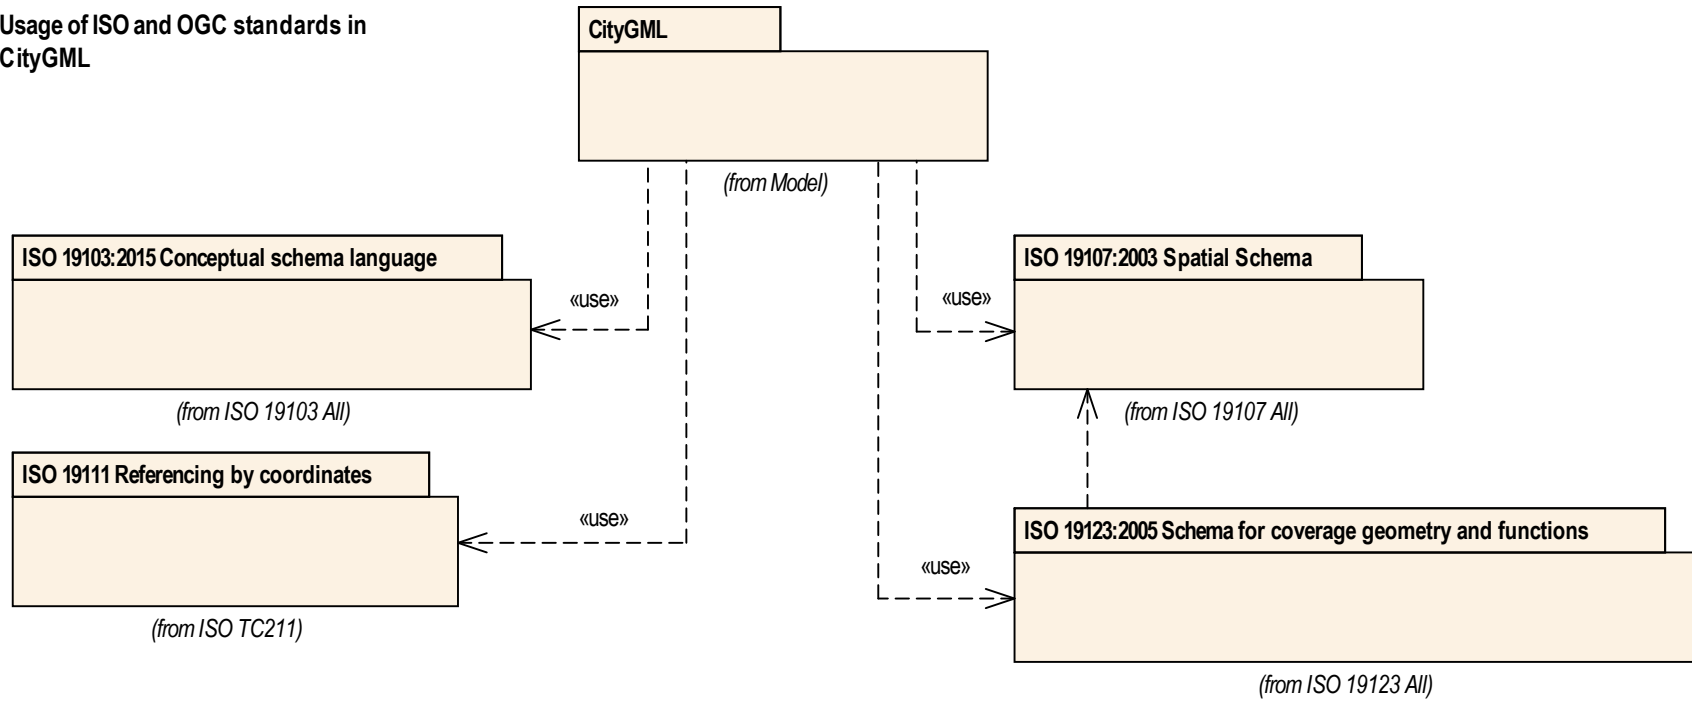 Usage of ISO and OGC standards in
CityGML
CityGML
(from Model)
ISO 19103:2015 Conceptual schema language
«use»
(from ISO 19103 All)
ISO 19107:2003 Spatial Schema
«use»
(from ISO 19107 All)
ISO 19111 Referencing by coordinates
«use»
(from ISO TC211)
ISO 19123:2005 Schema for coverage geometry and functions
«use»
(from ISO 19123 All)